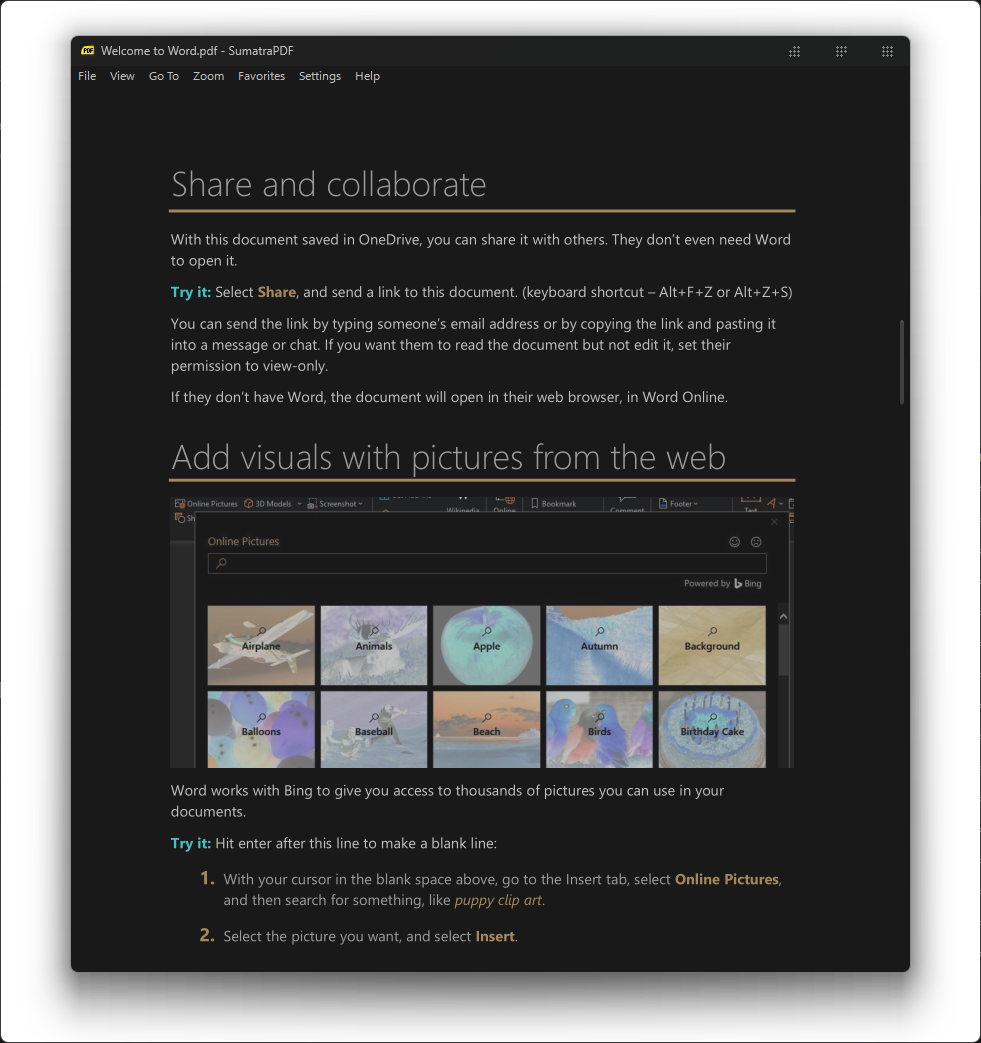 Welcome to Word.pdf - SumatraPDF
File View Go To Zoom Favorites Settings Help
Share and collaborate
With this document saved in OneDrive, you can share it with others. They don’t even need Word
to open it.
Try it: Select Share, and send a link to this document. (keyboard shortcut – Alt+F+Z or Alt+Z+S)
You can send the link by typing someone’s email address or by copying the link and pasting it
into a message or chat. If you want them to read the document but not edit it, set their
permission to view-only.
If they don’t have Word, the document will open in their web browser, in Word Online.
Add visuals with pictures from the web
Online Pictures 3D Models Screenshot Wikipedia Online Bookmark Comment Footer Text
Online Pictures
Powered by Bing
Airplane Animals Apple Autumn Background
Balloons Baseball Beach Birds Birthday Cake
Word works with Bing to give you access to thousands of pictures you can use in your
documents.
Try it: Hit enter after this line to make a blank line:
1. With your cursor in the blank space above, go to the Insert tab, select Online Pictures,
and then search for something, like puppy clip art.
2. Select the picture you want, and select Insert.